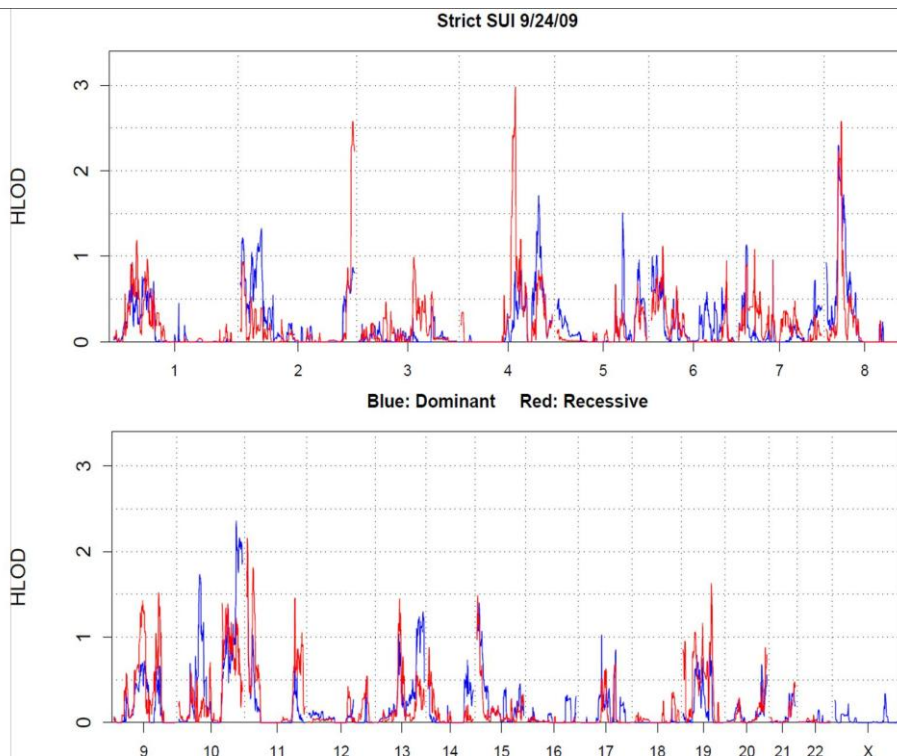 Strict SUI 9/24/09
HLOD
3
2
1
0
1 2 3 4 5 6 7 8
Blue: Dominant Red: Recessive
HLOD
3
2
1
0
9 10 11 12 13 14 15 16 17 18 19 20 21 22 X